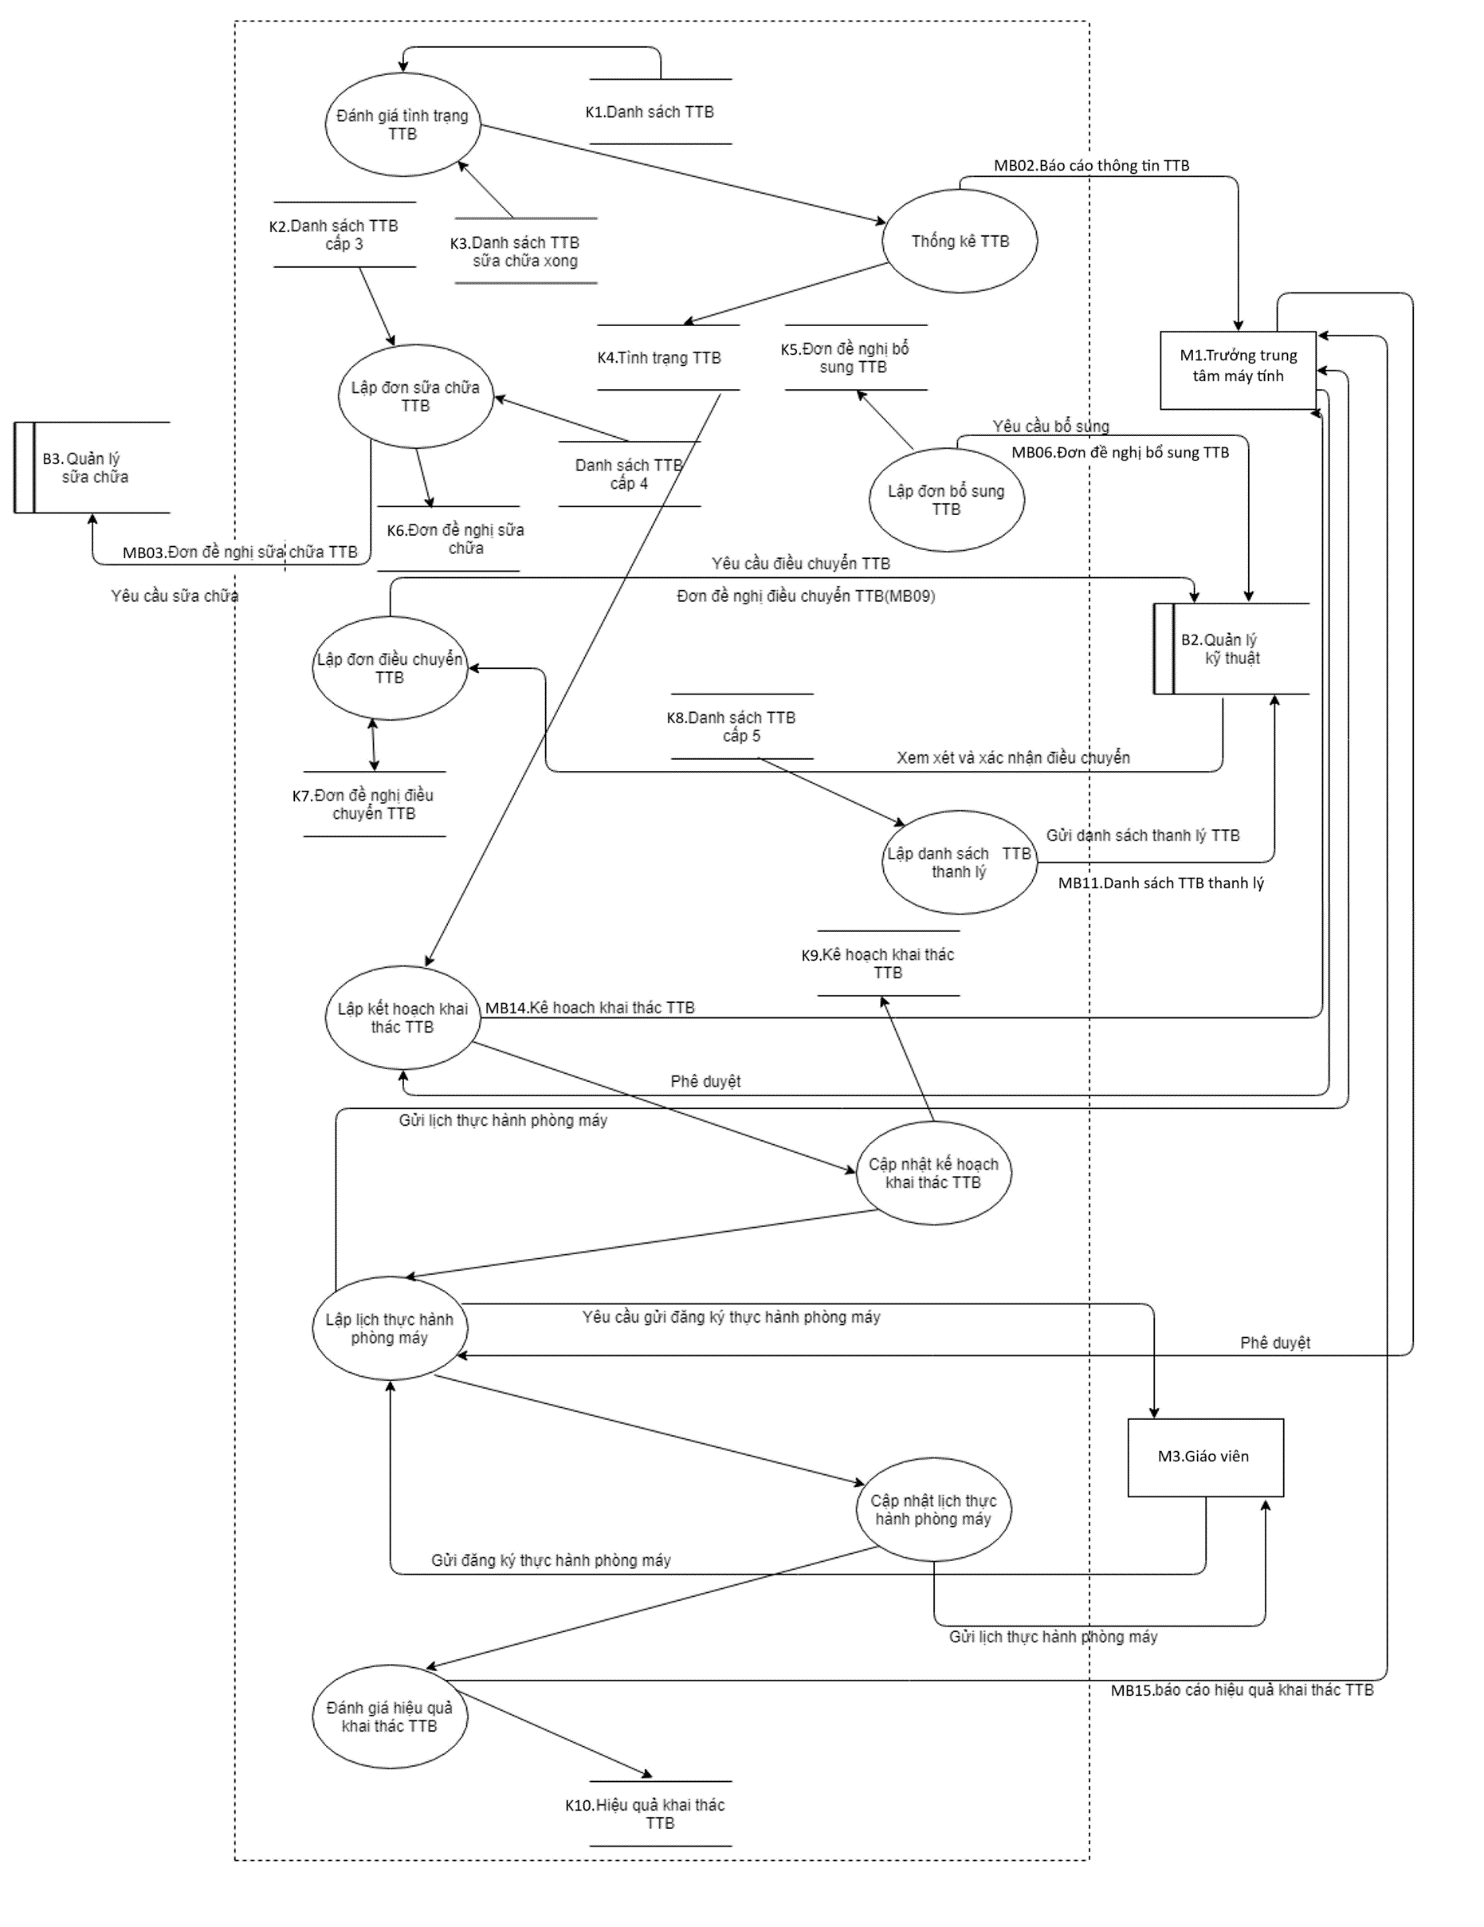 Đánh giá tình trạng
TTB
K1.Danh sách TTB
MB02.Báo cáo thông tin TTB
K2.Danh sách TTB
cấp 3
K3.Danh sách TTB
sữa chữa xong
Thống kê TTB
K4.Tình trạng TTB
K5.Đơn đề nghị bổ
sung TTB
M1.Trưởng trung
tâm máy tính
Lập đơn sữa chữa
TTB
Yêu cầu bổ sung
MB06.Đơn đề nghị bổ sung TTB
B3.Quản lý
sữa chữa
Danh sách TTB
cấp 4
Lập đơn bổ sung
TTB
K6.Đơn đề nghị sữa
chữa
MB03.Đơn đề nghị sữa chữa TTB
Yêu cầu sữa chữa
Yêu cầu điều chuyển TTB
Đơn đề nghị điều chuyển TTB(MB09)
B2.Quản lý
kỹ thuật
Lập đơn điều chuyển
TTB
K8.Danh sách TTB
cấp 5
Xem xét và xác nhận điều chuyển
K7.Đơn đề nghị điều
chuyển TTB
Gửi danh sách thanh lý TTB
Lập danh sách TTB
thanh lý
MB11.Danh sách TTB thanh lý
K9.Kê hoạch khai thác
TTB
Lập kết hoạch khai
thác TTB
MB14.Kê hoach khai thác TTB
Phê duyệt
Gửi lịch thực hành phòng máy
Cập nhật kế hoạch
khai thác TTB
Lập lịch thực hành
phòng máy
Yêu cầu gửi đăng ký thực hành phòng máy
Phê duyệt
M3.Giáo viên
Cập nhật lịch thực
hành phòng máy
Gửi đăng ký thực hành phòng máy
Gửi lịch thực hành phòng máy
MB15.báo cáo hiệu quả khai thác TTB
Đánh giá hiệu quả
khai thác TTB
K10.Hiệu quả khai thác
TTB